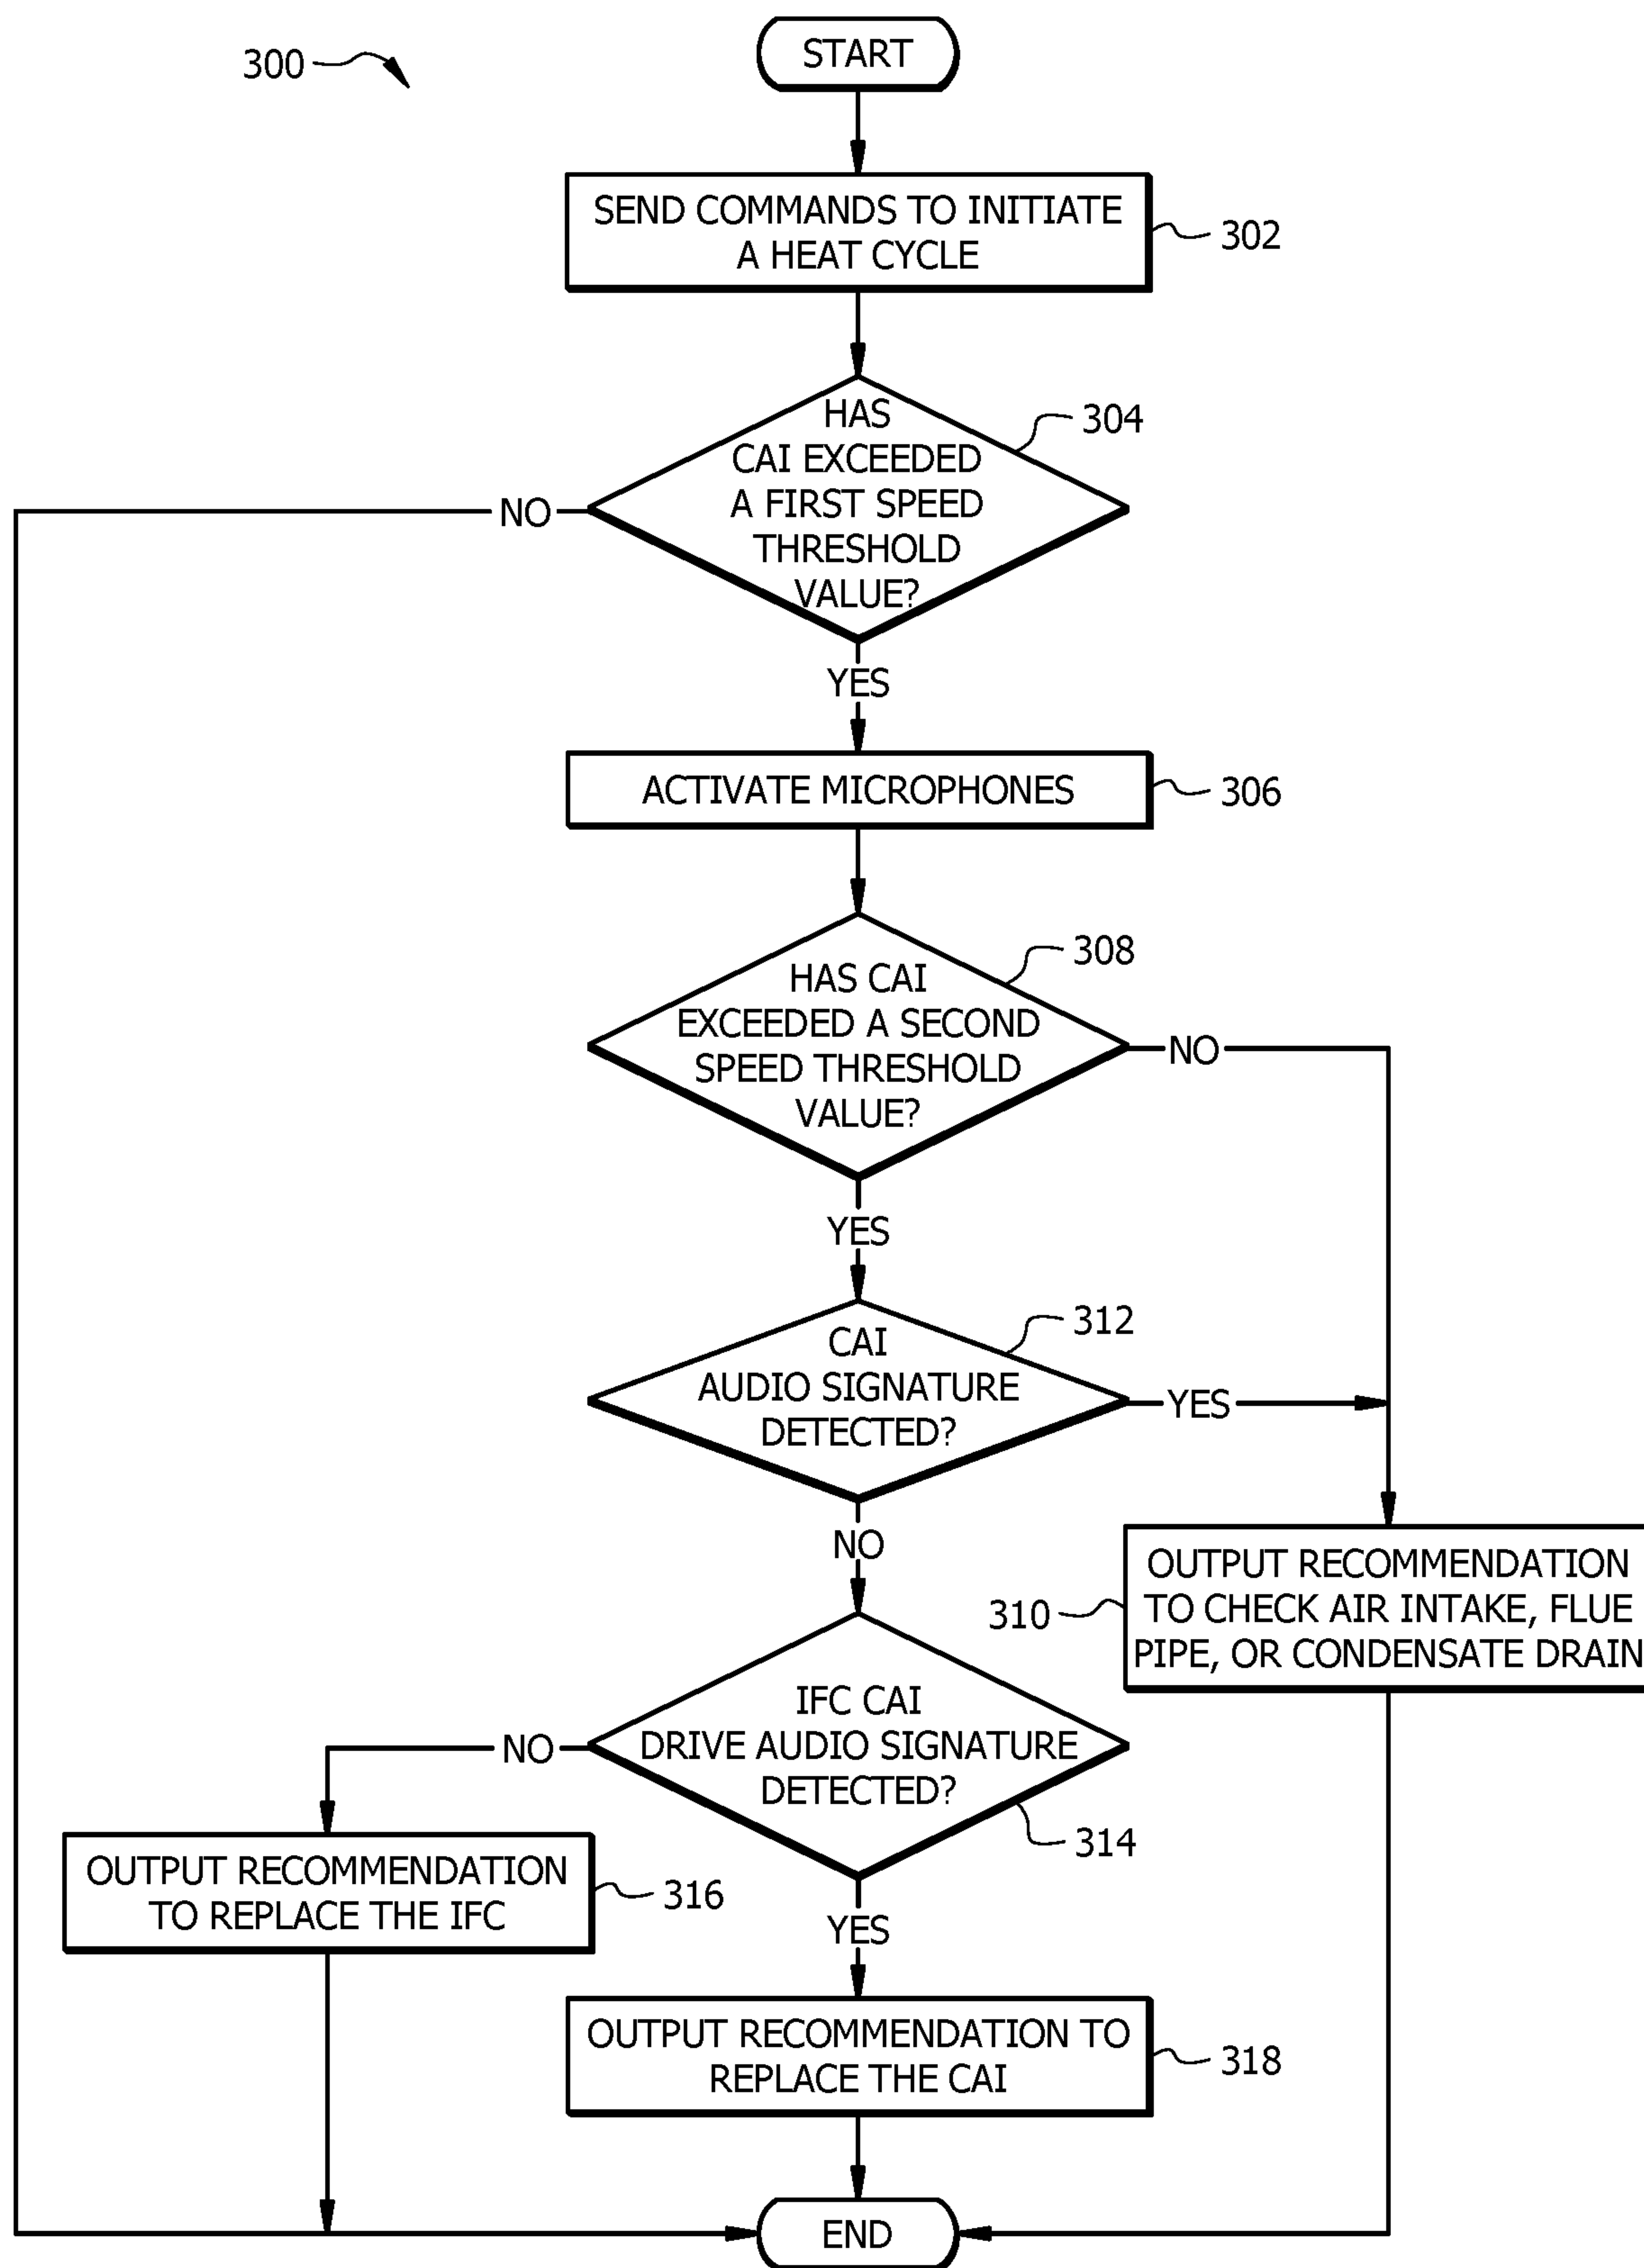 300
START
SEND COMMANDS TO INITIATE
A HEAT CYCLE
302
HAS
CAI EXCEEDED
A FIRST SPEED
THRESHOLD
VALUE?
304
NO
YES
ACTIVATE MICROPHONES
306
HAS CAI
EXCEEDED A SECOND
SPEED THRESHOLD
VALUE?
308
NO
YES
CAI
AUDIO SIGNATURE
DETECTED?
312
YES
NO
OUTPUT RECOMMENDATION
TO CHECK AIR INTAKE, FLUE
PIPE, OR CONDENSATE DRAIN
310
IFC CAI
DRIVE AUDIO SIGNATURE
DETECTED?
314
NO
OUTPUT RECOMMENDATION
TO REPLACE THE IFC
316
YES
OUTPUT RECOMMENDATION TO
REPLACE THE CAI
318
END